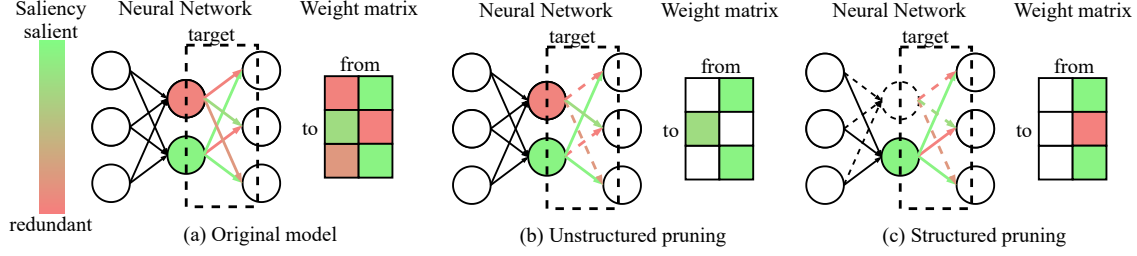 Saliency
salient
redundant
Neural Network
target
Weight matrix
from
to
(a) Original model
Neural Network
target
Weight matrix
from
to
(b) Unstructured pruning
Neural Network
target
Weight matrix
from
to
(c) Structured pruning